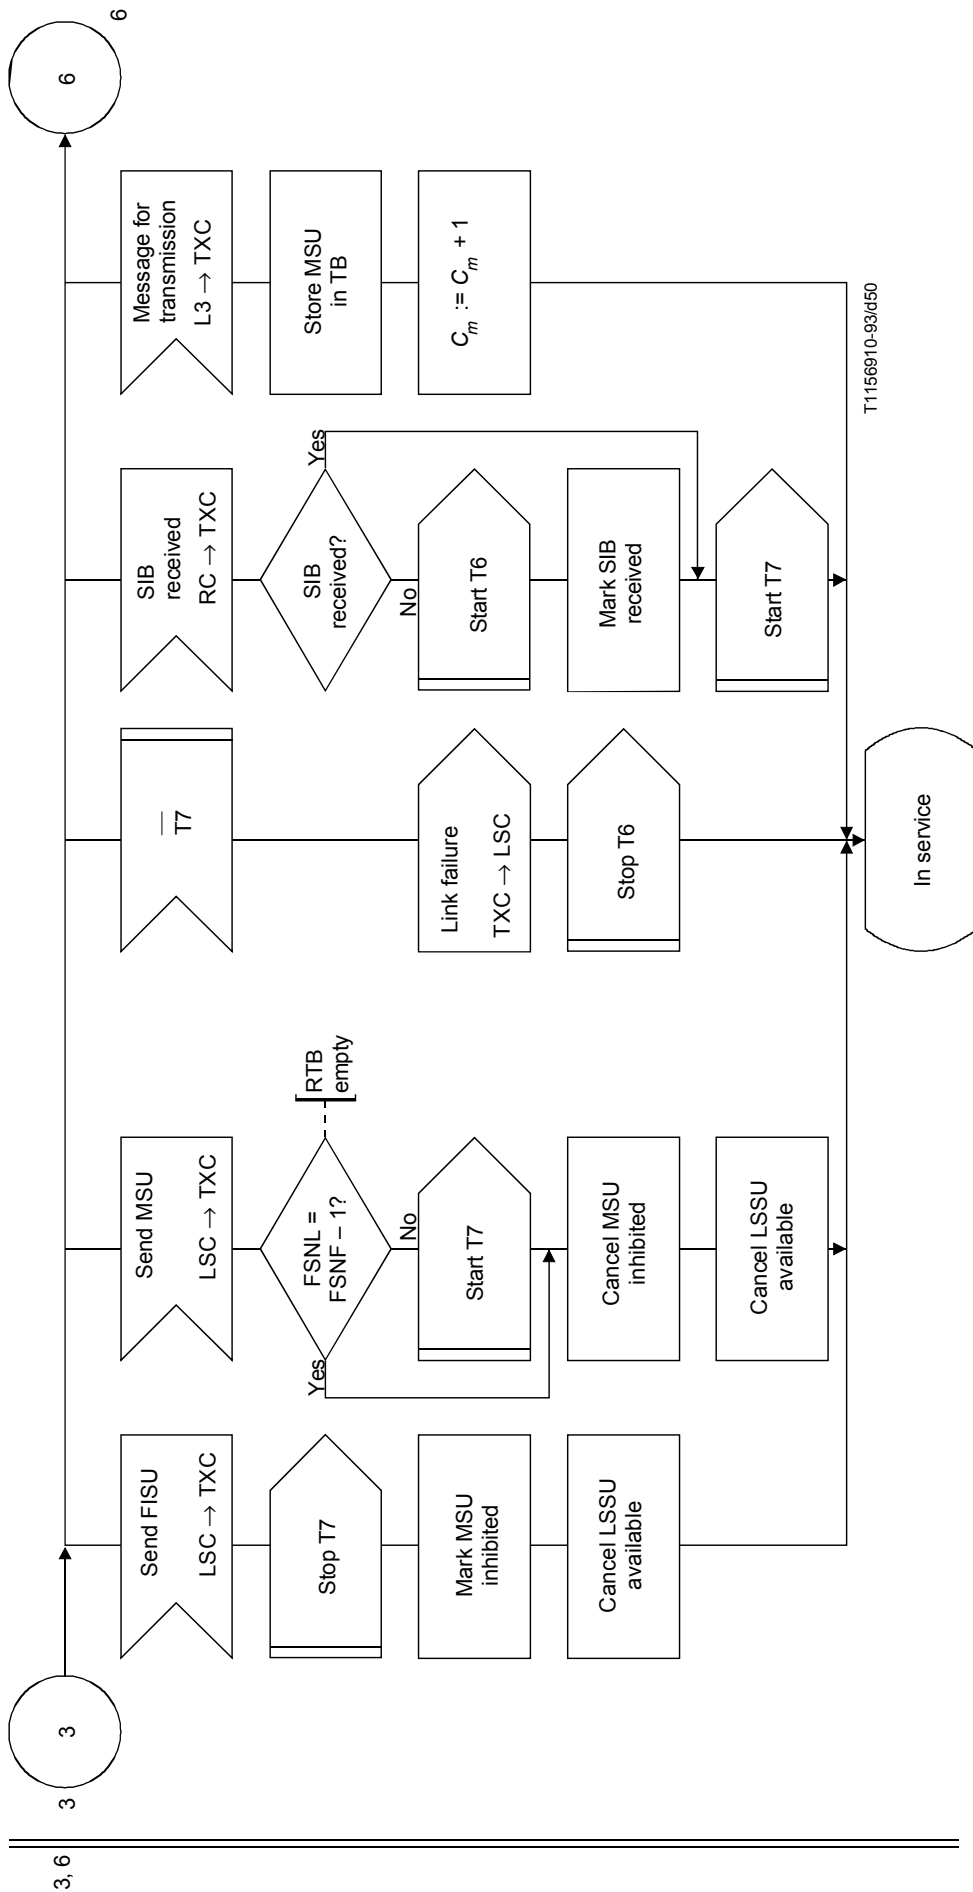 3, 6
3
3
6
6
Send FISU
LSC → TXC
Stop T7
Mark MSU
inhibited
Cancel LSSU
available
Send MSU
LSC → TXC
FSNL =
FSNF – 1?
RTB
empty
Yes
No
Start T7
Cancel MSU
inhibited
Cancel LSSU
available
T7
Link failure
TXC → LSC
Stop T6
SIB
received
RC → TXC
SIB
received?
Yes
No
Start T6
Mark SIB
received
Start T7
Message for
transmission
L3 → TXC
Store MSU
in TB
Cm := Cm + 1
In service
T1156910-93/d50